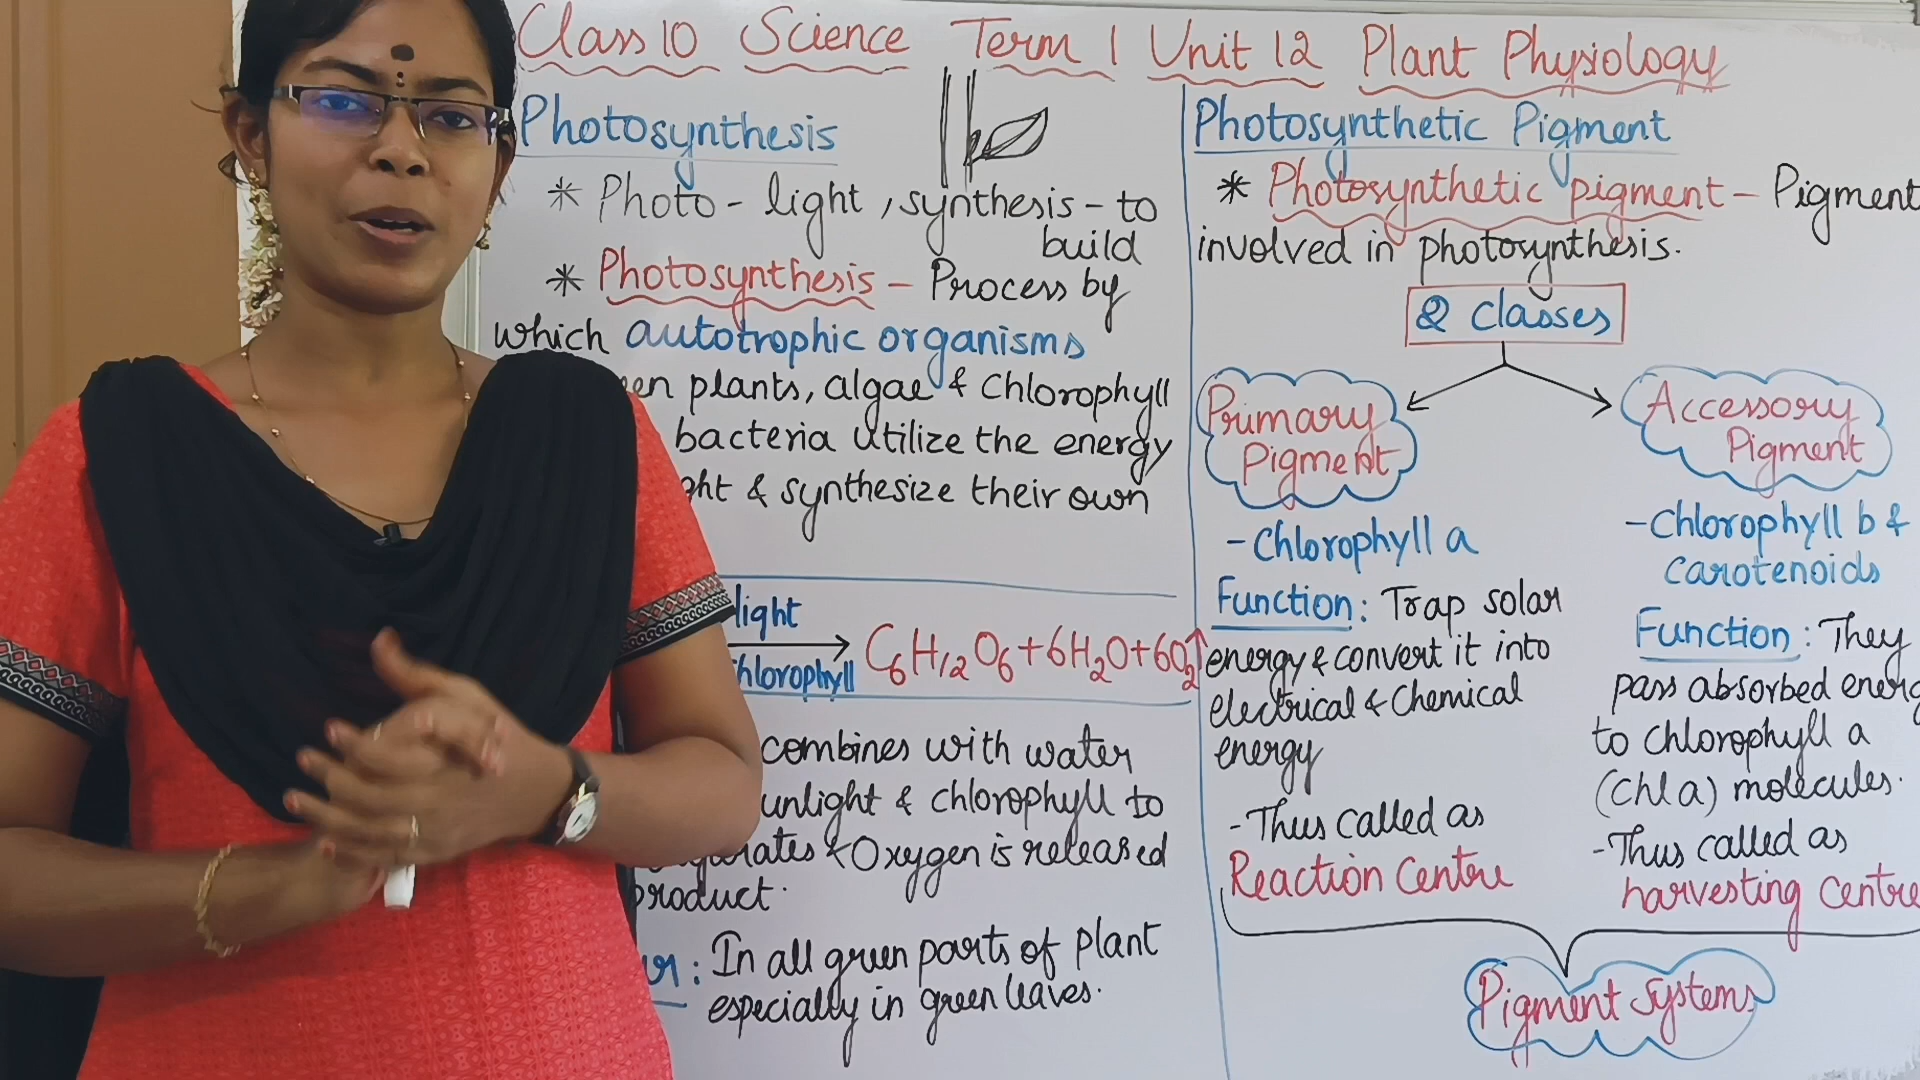 Class 10 Science Term 1 Unit 12 Plant Physiology
Photosynthesis
* Photo - light, synthesis - to
build
* Photosynthesis - Process by
which autotrophic organisms
plants, algae & Chlorophyll
bacteria utilize the energy
& synthesize their own
light
chlorophyll
C6H12O6+6H2O+6O2↑
combines with water
& chlorophyll to
& Oxygen is released
product.
: In all green parts of plant
especially in green leaves.
Photosynthetic Pigment
* Photosynthetic pigment - Pigment
involved in photosynthesis.
2 Classes
Primary
Pigment
- Chlorophyll a
Function: Trap solar
energy & convert it into
electrical & Chemical
energy
- Thus called as
Reaction Centre
Accessory
Pigment
- Chlorophyll b &
carotenoids
Function: They
pass absorbed energ
to chlorophyll a
(Chl a) molecules.
- Thus called as
harvesting Centre
Pigment Systems